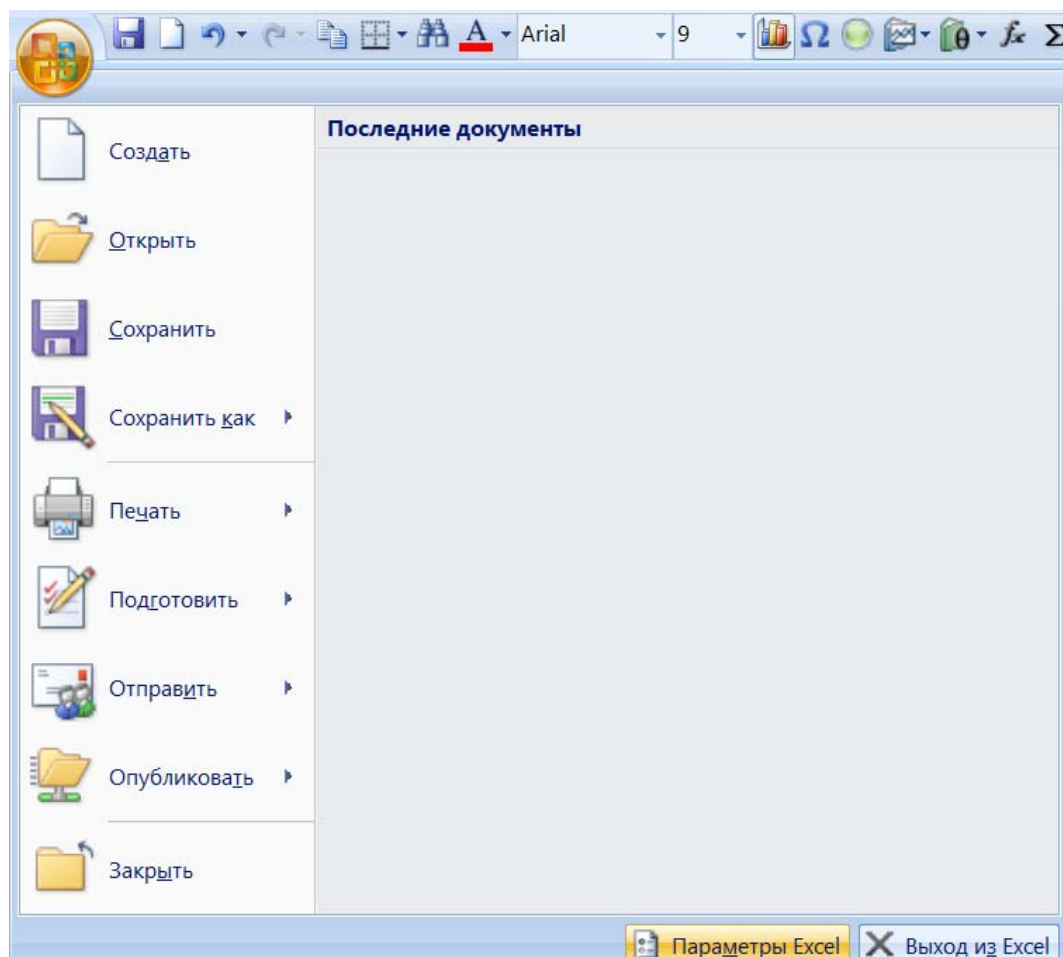 Arial 9
Последние документы
Создать
Открыть
Сохранить
Сохранить как
Печать
Подготовить
Отправить
Опубликовать
Закрыть
Параметры Excel Выход из Excel